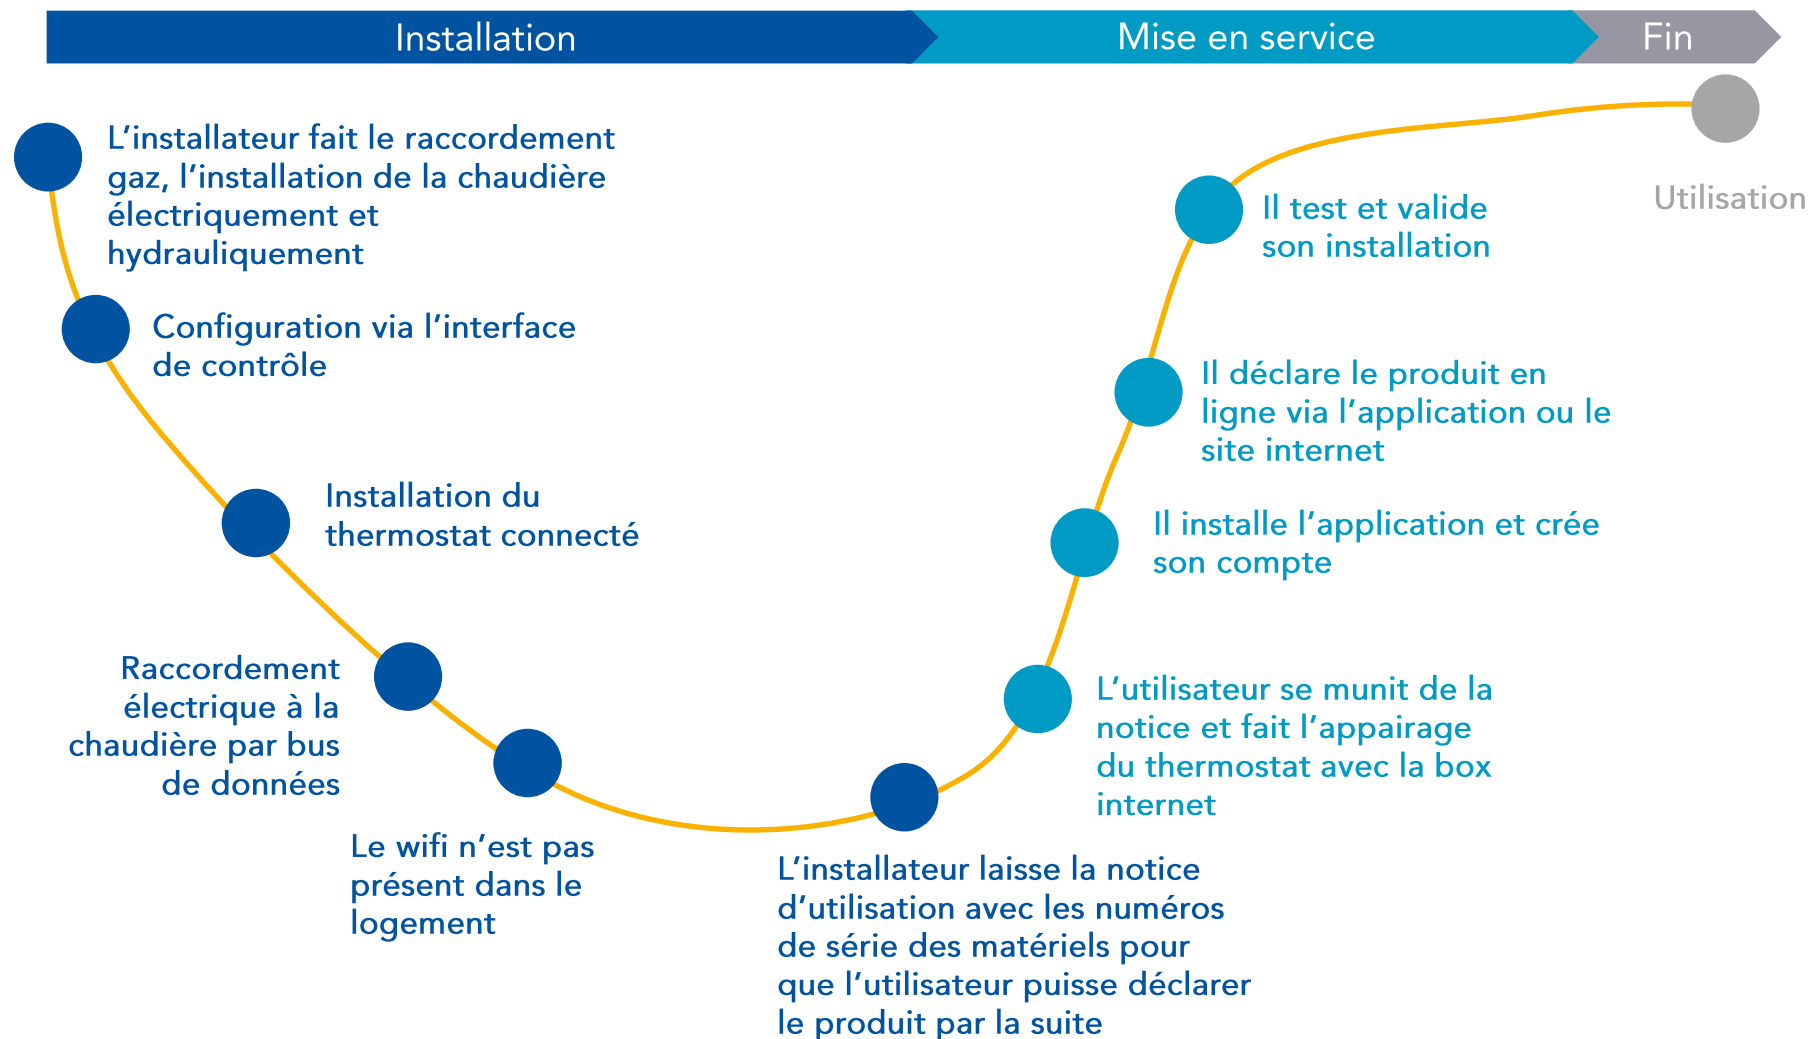 Installation
Mise en service
Fin
L’installateur fait le raccordement
gaz, l’installation de la chaudière
électriquement et
hydrauliquement
Configuration via l’interface
de contrôle
Installation du
thermostat connecté
Raccordement
électrique à la
chaudière par bus
de données
Le wifi n’est pas
présent dans le
logement
L’installateur laisse la notice
d’utilisation avec les numéros
de série des matériels pour
que l’utilisateur puisse déclarer
le produit par la suite
L’utilisateur se munit de la
notice et fait l’appairage
du thermostat avec la box
internet
Il installe l’application et crée
son compte
Il déclare le produit en
ligne via l’application ou le
site internet
Il test et valide
son installation
Utilisation